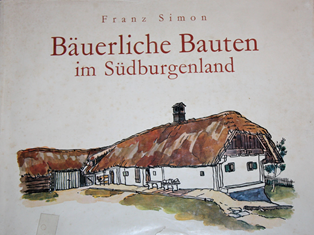 Franz Simon
Bäuerliche Bauten
im Südburgenland